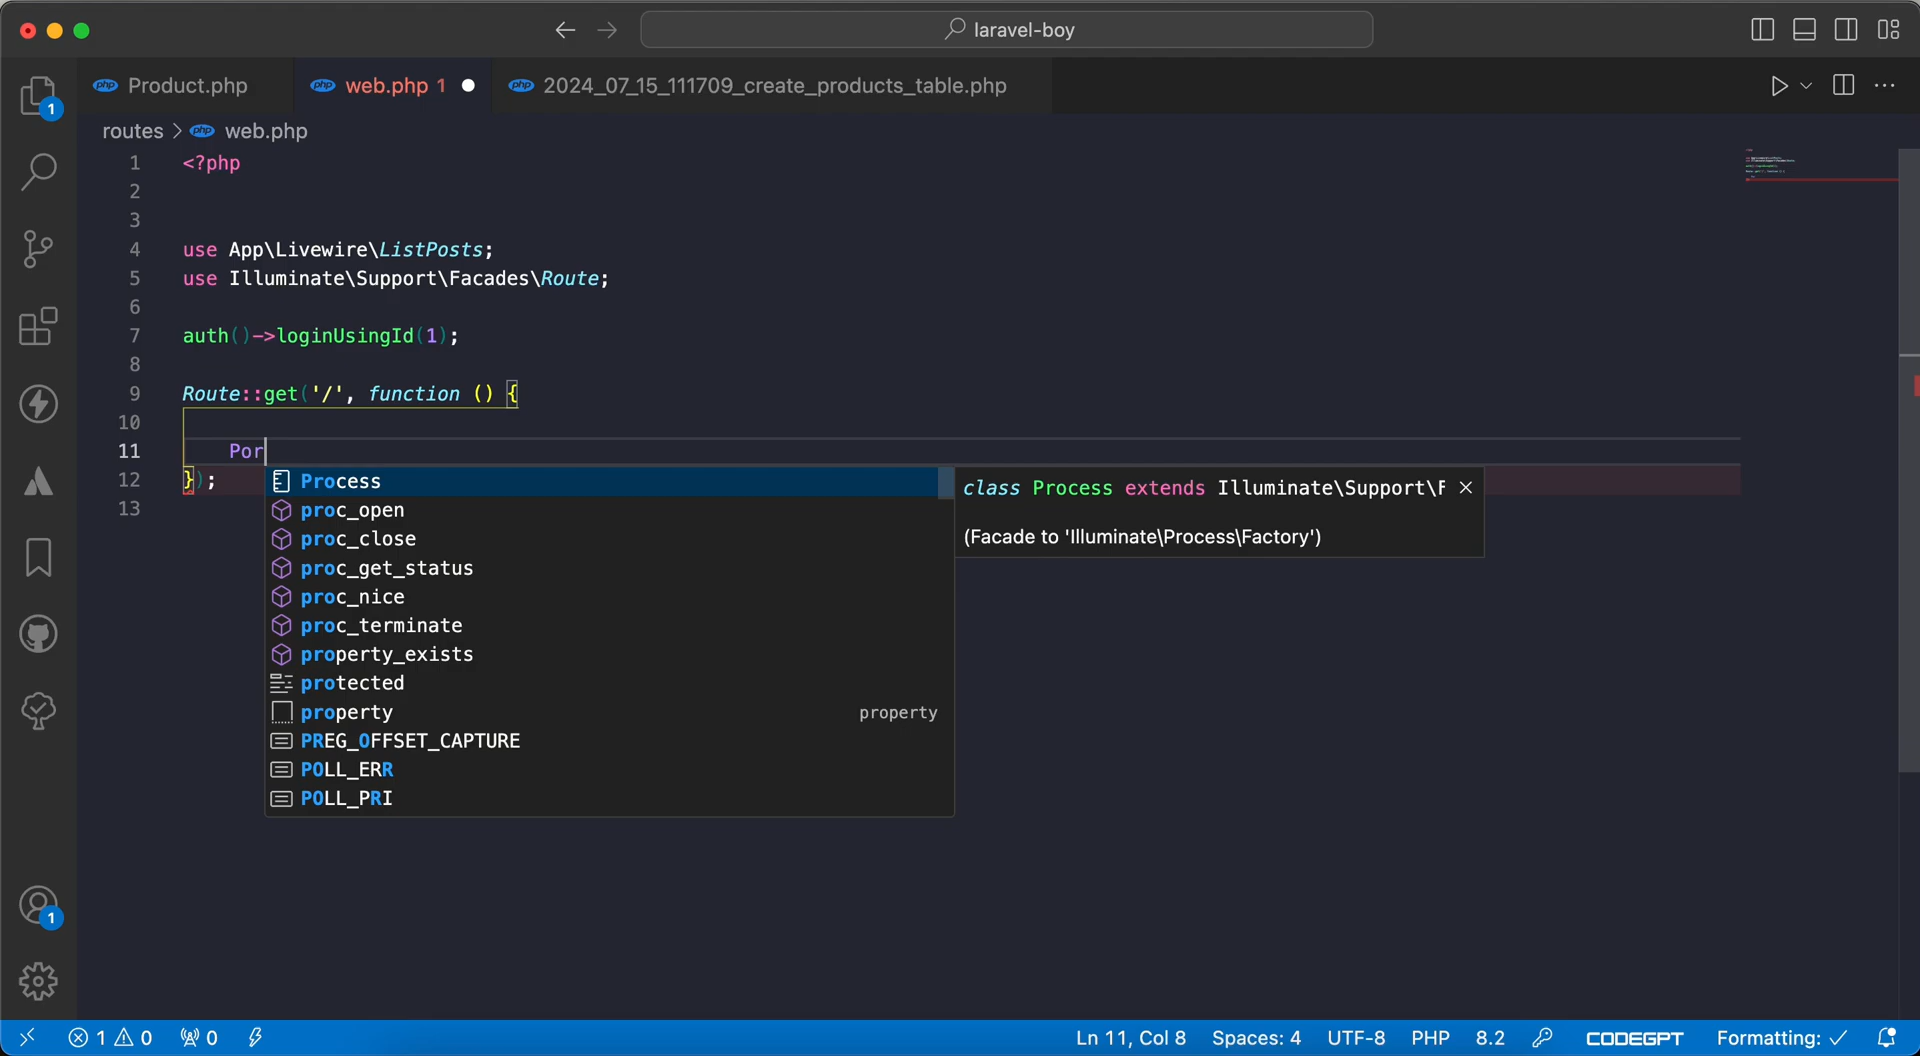 laravel-boy
php Product.php
php web.php 1
php 2024_07_15_111709_create_products_table.php
1
routes > php web.php
1 <?php
2
3
4 use App\Livewire\ListPosts;
5 use Illuminate\Support\Facades\Route;
6
7 auth()->loginUsingId(1);
8
9 Route::get('/', function () {
10
11 Por
12 });
13
Process
proc_open
proc_close
proc_get_status
proc_nice
proc_terminate
property_exists
protected
property property
PREG_OFFSET_CAPTURE
POLL_ERR
POLL_PRI
class Process extends Illuminate\Support\F
(Facade to 'Illuminate\Process\Factory')
1
1 0 0 Ln 11, Col 8 Spaces: 4 UTF-8 PHP 8.2 CODEGPT Formatting: ✓